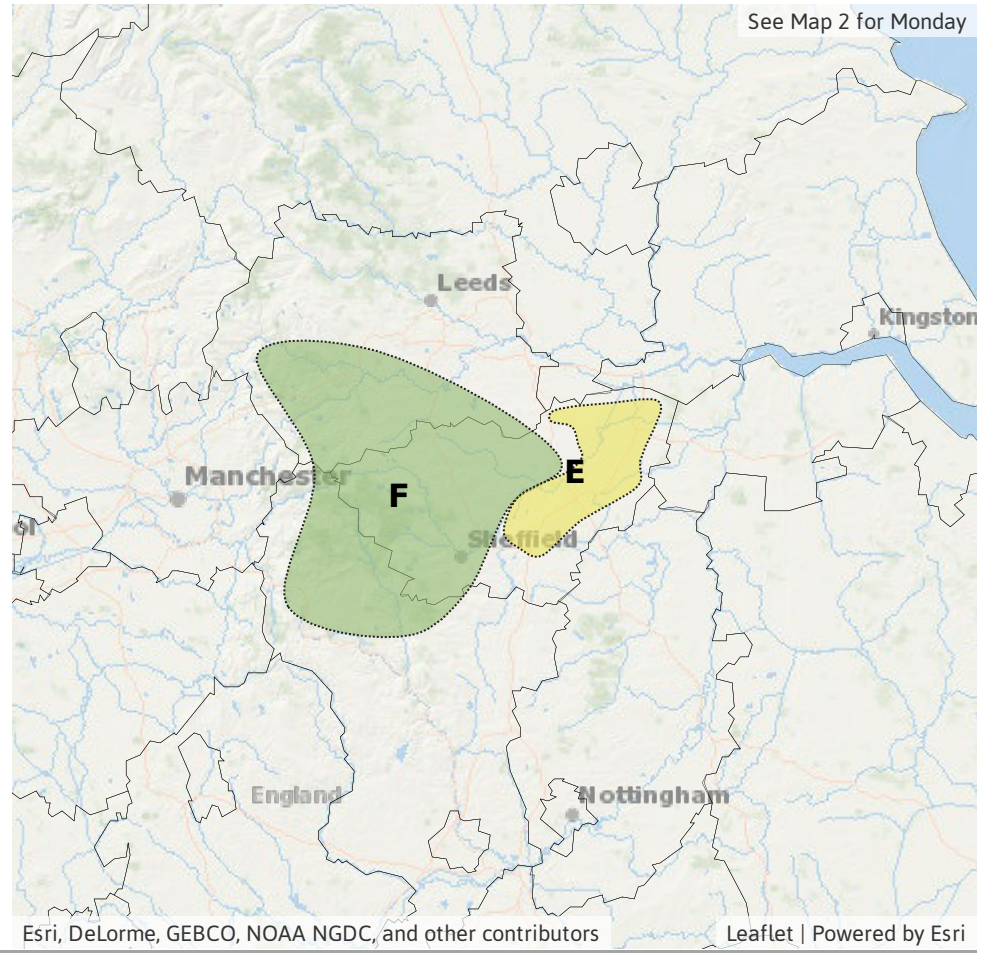 See Map 2 for Monday
Leeds
Kingston
E
Manchester
F
ol
Sheffield
England
Nottingham
Esri, DeLorme, GEBCO, NOAA NGDC, and other contributors
Leaflet | Powered by Esri